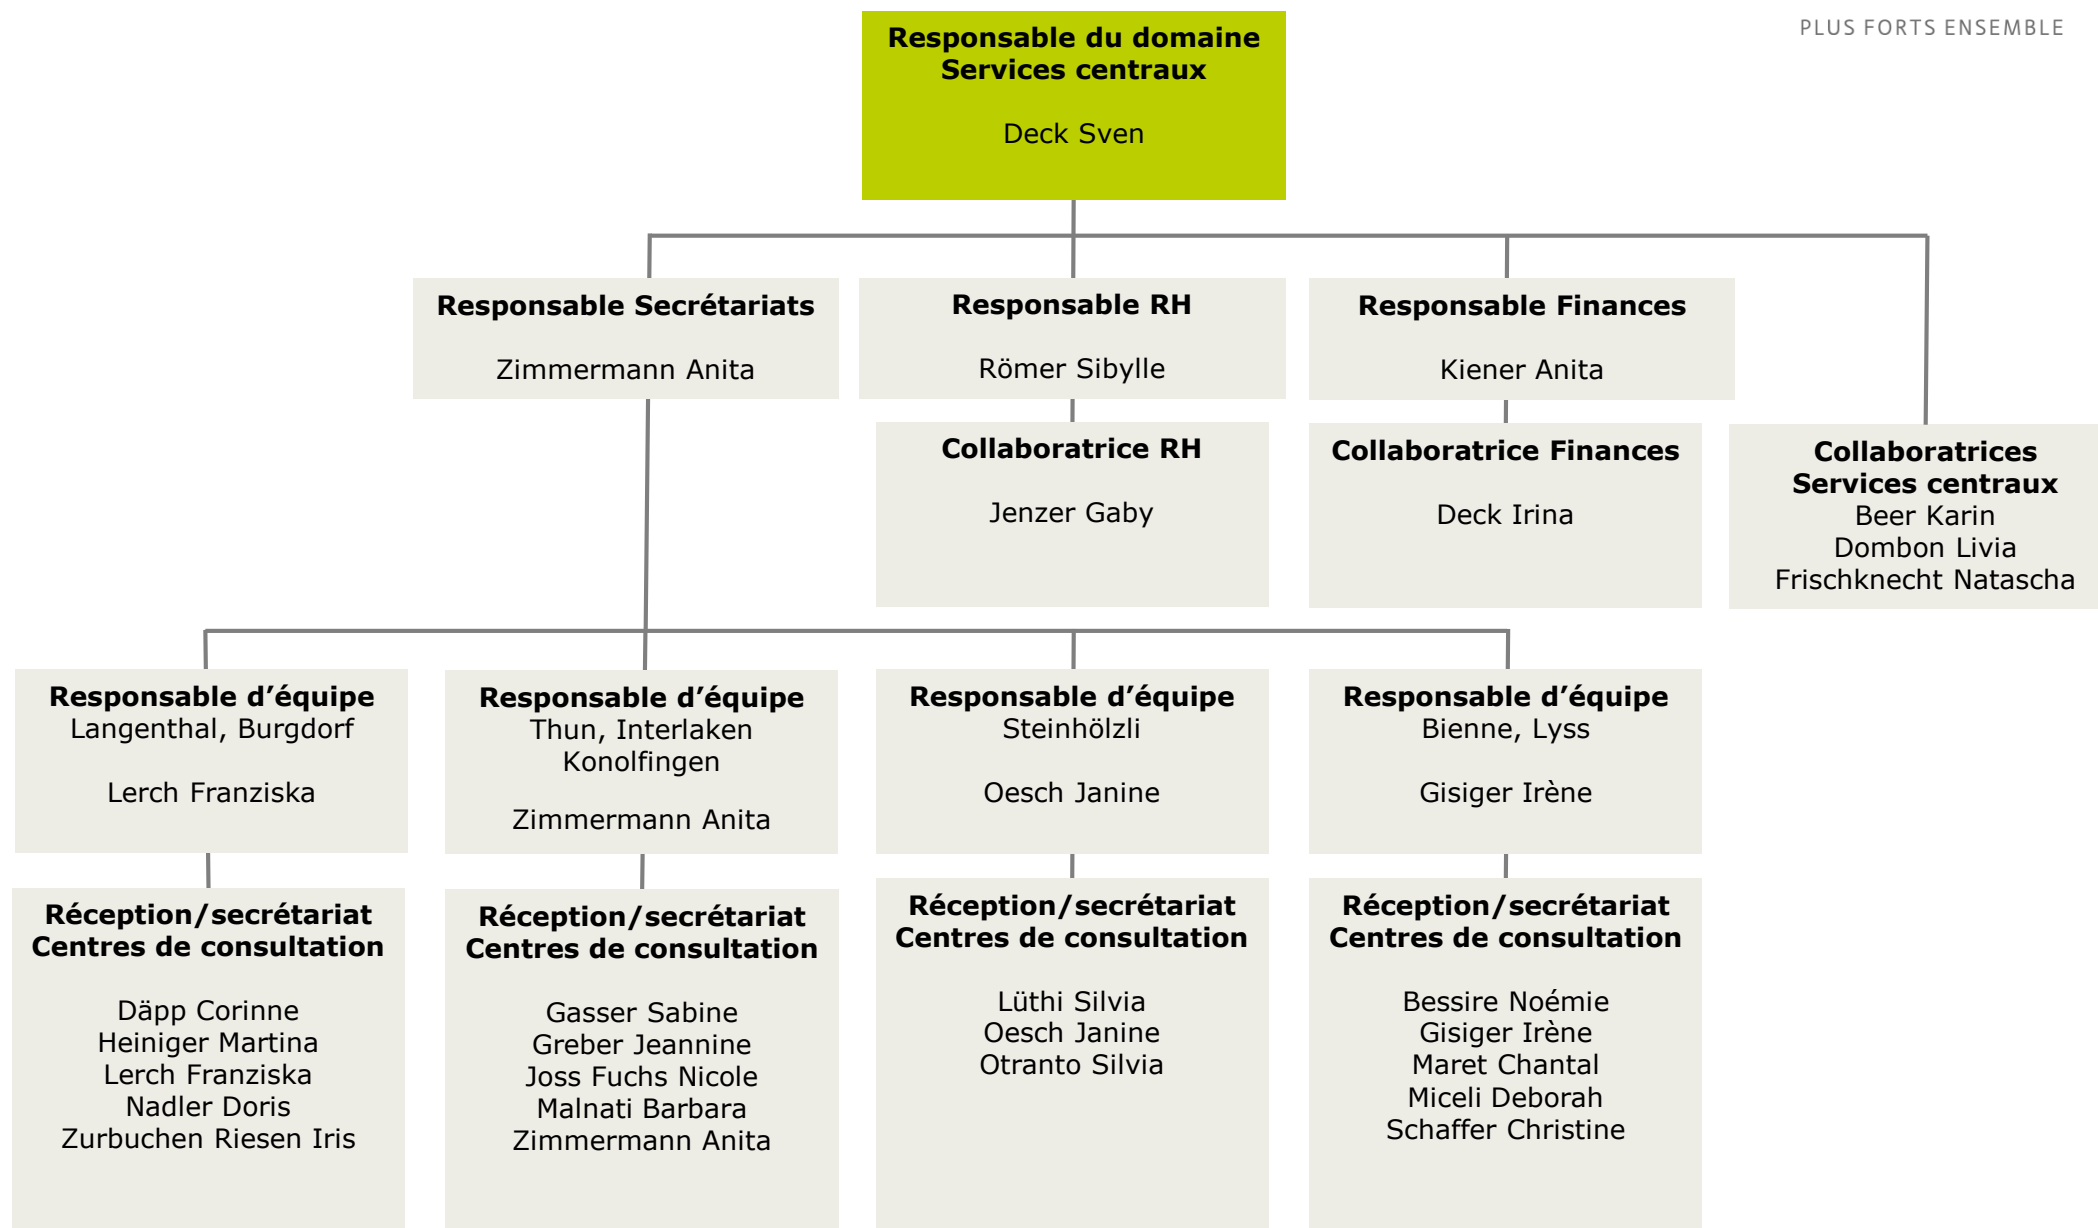 PLUS FORTS ENSEMBLE
Responsable du domaine
Services centraux
Deck Sven
Responsable Secrétariats
Zimmermann Anita
Responsable RH
Römer Sibylle
Responsable Finances
Kiener Anita
Collaboratrice RH
Jenzer Gaby
Collaboratrice Finances
Deck Irina
Collaboratrices
Services centraux
Beer Karin
Dombon Livia
Frischknecht Natascha
Responsable d’équipe
Langenthal, Burgdorf
Lerch Franziska
Responsable d’équipe
Thun, Interlaken
Konolfingen
Zimmermann Anita
Responsable d’équipe
Steinhölzli
Oesch Janine
Responsable d’équipe
Bienne, Lyss
Gisiger Irène
Réception/secrétariat
Centres de consultation
Däpp Corinne
Heiniger Martina
Lerch Franziska
Nadler Doris
Zurbuchen Riesen Iris
Réception/secrétariat
Centres de consultation
Gasser Sabine
Greber Jeannine
Joss Fuchs Nicole
Malnati Barbara
Zimmermann Anita
Réception/secrétariat
Centres de consultation
Lüthi Silvia
Oesch Janine
Otranto Silvia
Réception/secrétariat
Centres de consultation
Bessire Noémie
Gisiger Irène
Maret Chantal
Miceli Deborah
Schaffer Christine